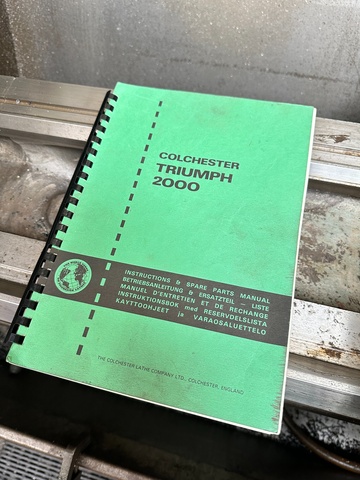 COLCHESTER
TRIUMPH
2000
INSTRUCTIONS & SPARE PARTS MANUAL
BETRIEBSANLEITUNG & ERSATZTEIL – LISTE
MANUEL D'ENTRETIEN ET DE RECHANGE
INSTRUKTIONSBOK med RESERVDELSLISTA
KAYTTOOHJEET ja VARAOSALUETTELO
THE COLCHESTER LATHE COMPANY LTD., COLCHESTER, ENGLAND